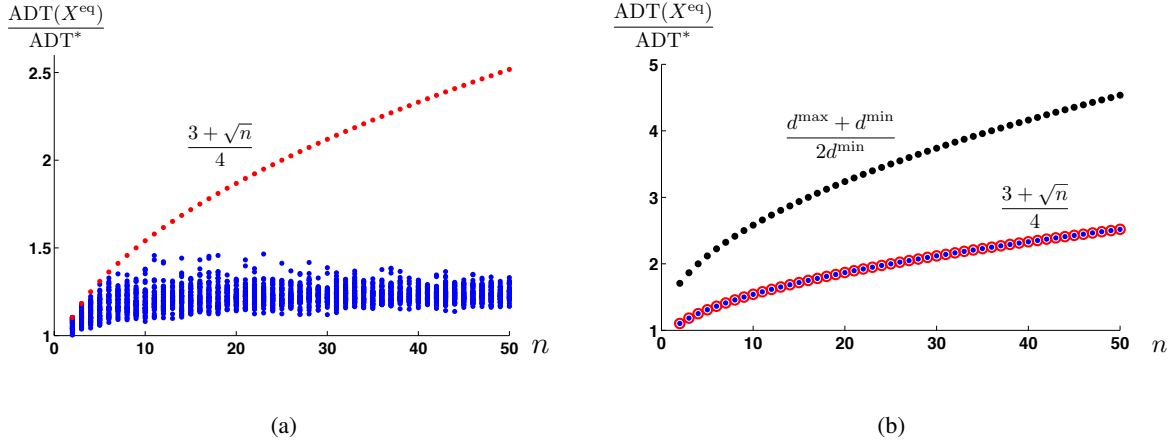 ADT(X^eq)
ADT*
2.5
2
1.5
1
0 10 20 30 40 50 n
3 + √n
4
(a)
ADT(X^eq)
ADT*
5
4
3
2
1
0 10 20 30 40 50 n
d^max + d^min
2d^min
3 + √n
4
(b)